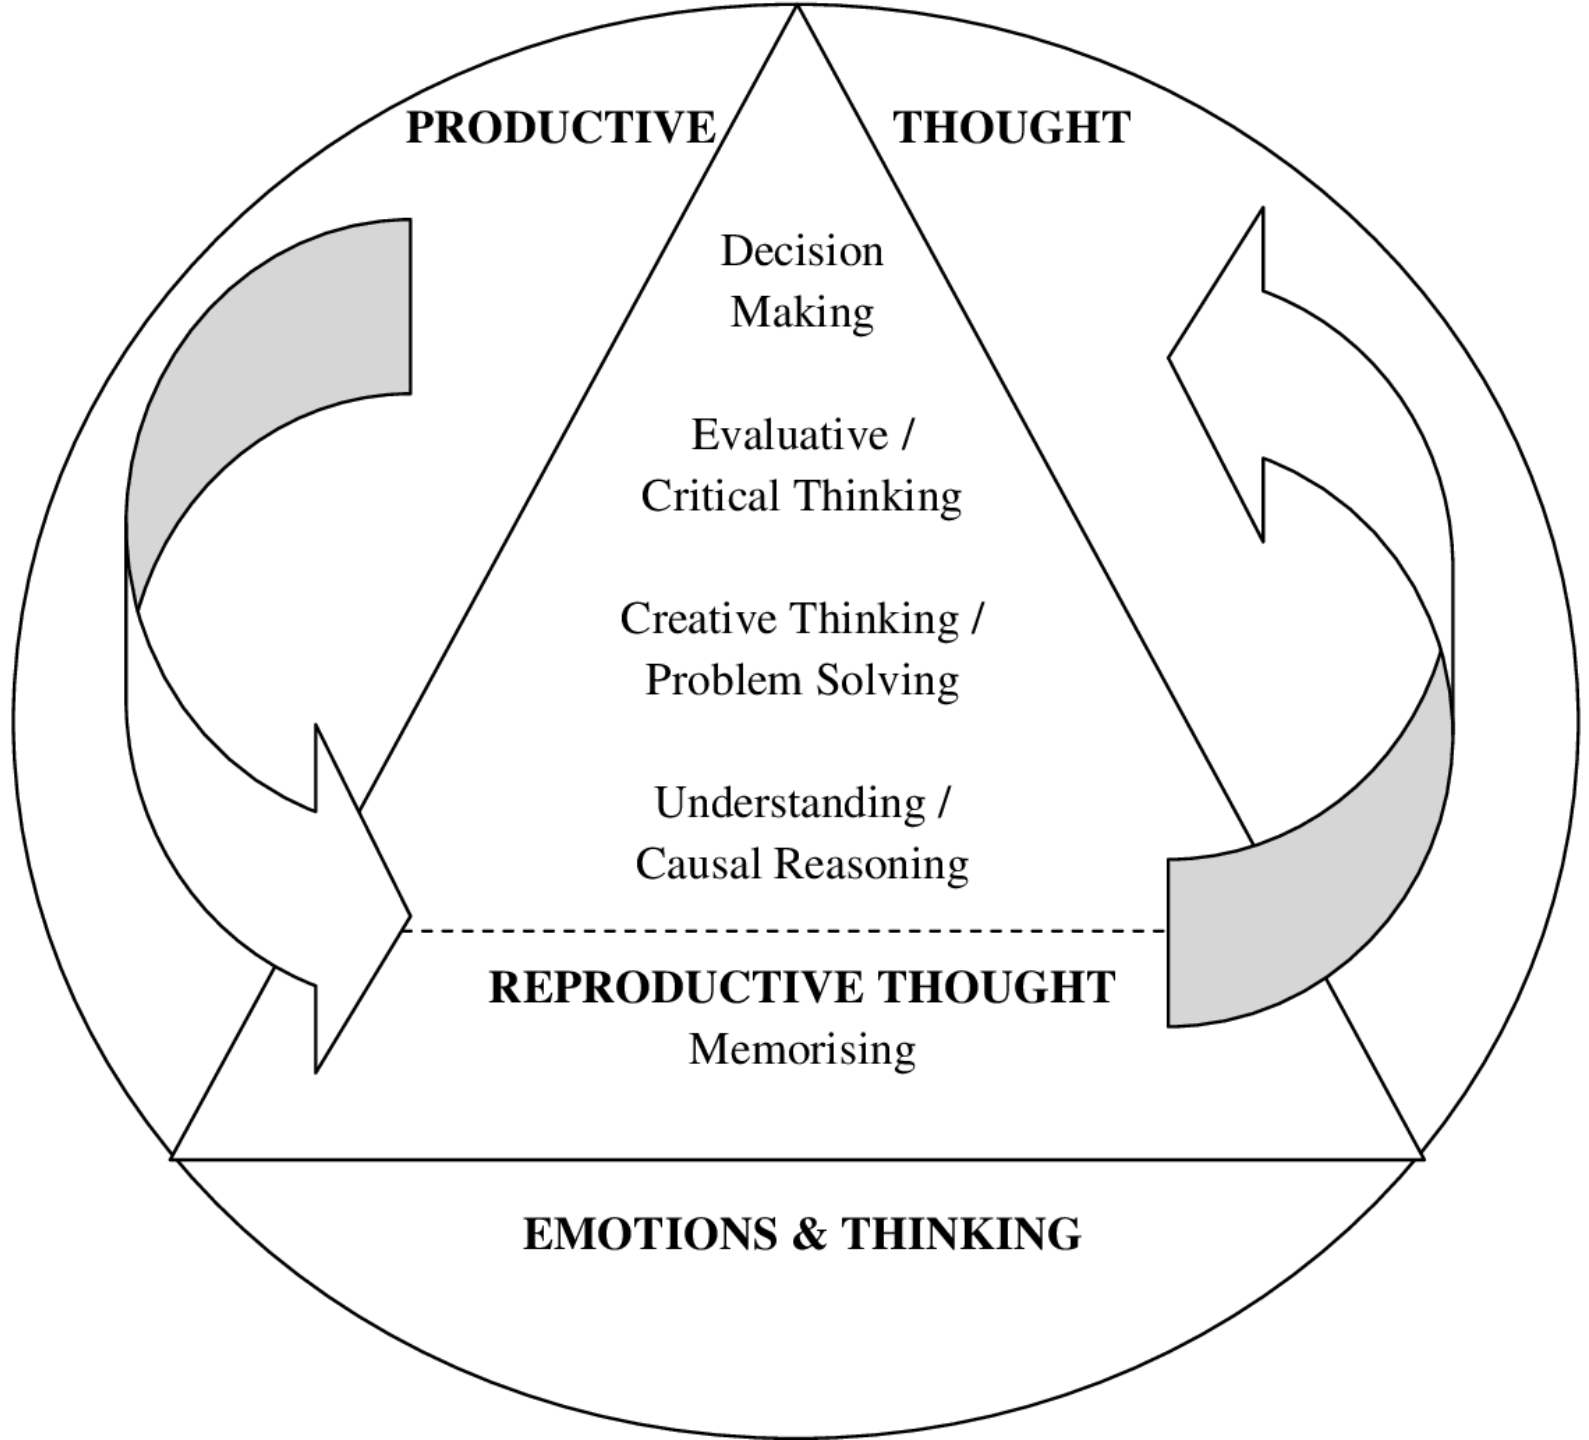 PRODUCTIVE THOUGHT
Decision
Making
Evaluative /
Critical Thinking
Creative Thinking /
Problem Solving
Understanding /
Causal Reasoning
REPRODUCTIVE THOUGHT
Memorising
EMOTIONS & THINKING